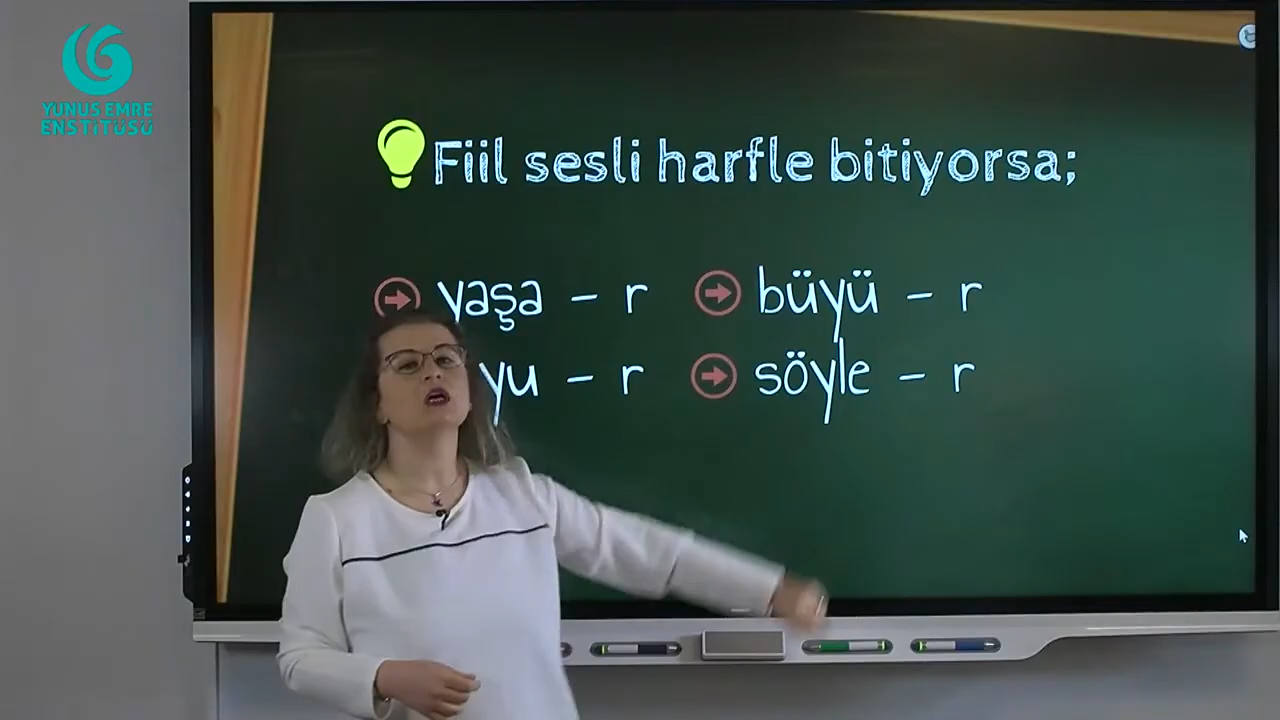 YUNUS EMRE
ENSTİTÜSÜ
Fiil sesli harfle bitiyorsa;
yaşa – r büyü – r
yu – r söyle – r